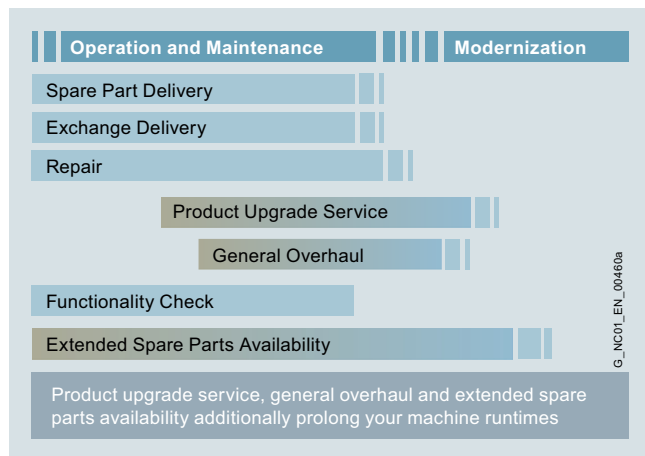 Operation and Maintenance Modernization
Spare Part Delivery
Exchange Delivery
Repair
Product Upgrade Service
General Overhaul
Functionality Check
Extended Spare Parts Availability
G_NC01_EN_00460a
Product upgrade service, general overhaul and extended spare
parts availability additionally prolong your machine runtimes